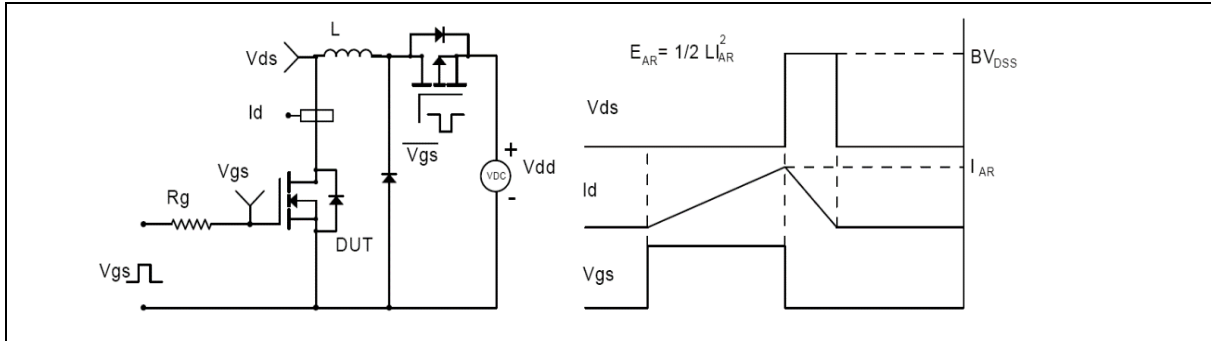 L
Vds
Id
Vgs
Rg
DUT
Vgs
Vgs
VDC
+
-
Vdd
E_AR = 1/2 LI_AR^2
BV_DSS
Vds
I_AR
Id
Vgs